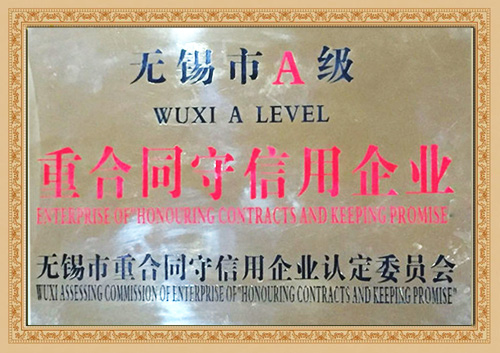 无锡市A级
WUXI A LEVEL
重合同守信用企业
ENTERPRISE OF"HONOURING CONTRACTS AND KEEPING PROMISE
无锡市重合同守信用企业认定委员会
WUXI ASSESSING COMMISSION OF ENTERPRISE OF"HONOURING CONTRACTS AND KEEPING PROMISE"